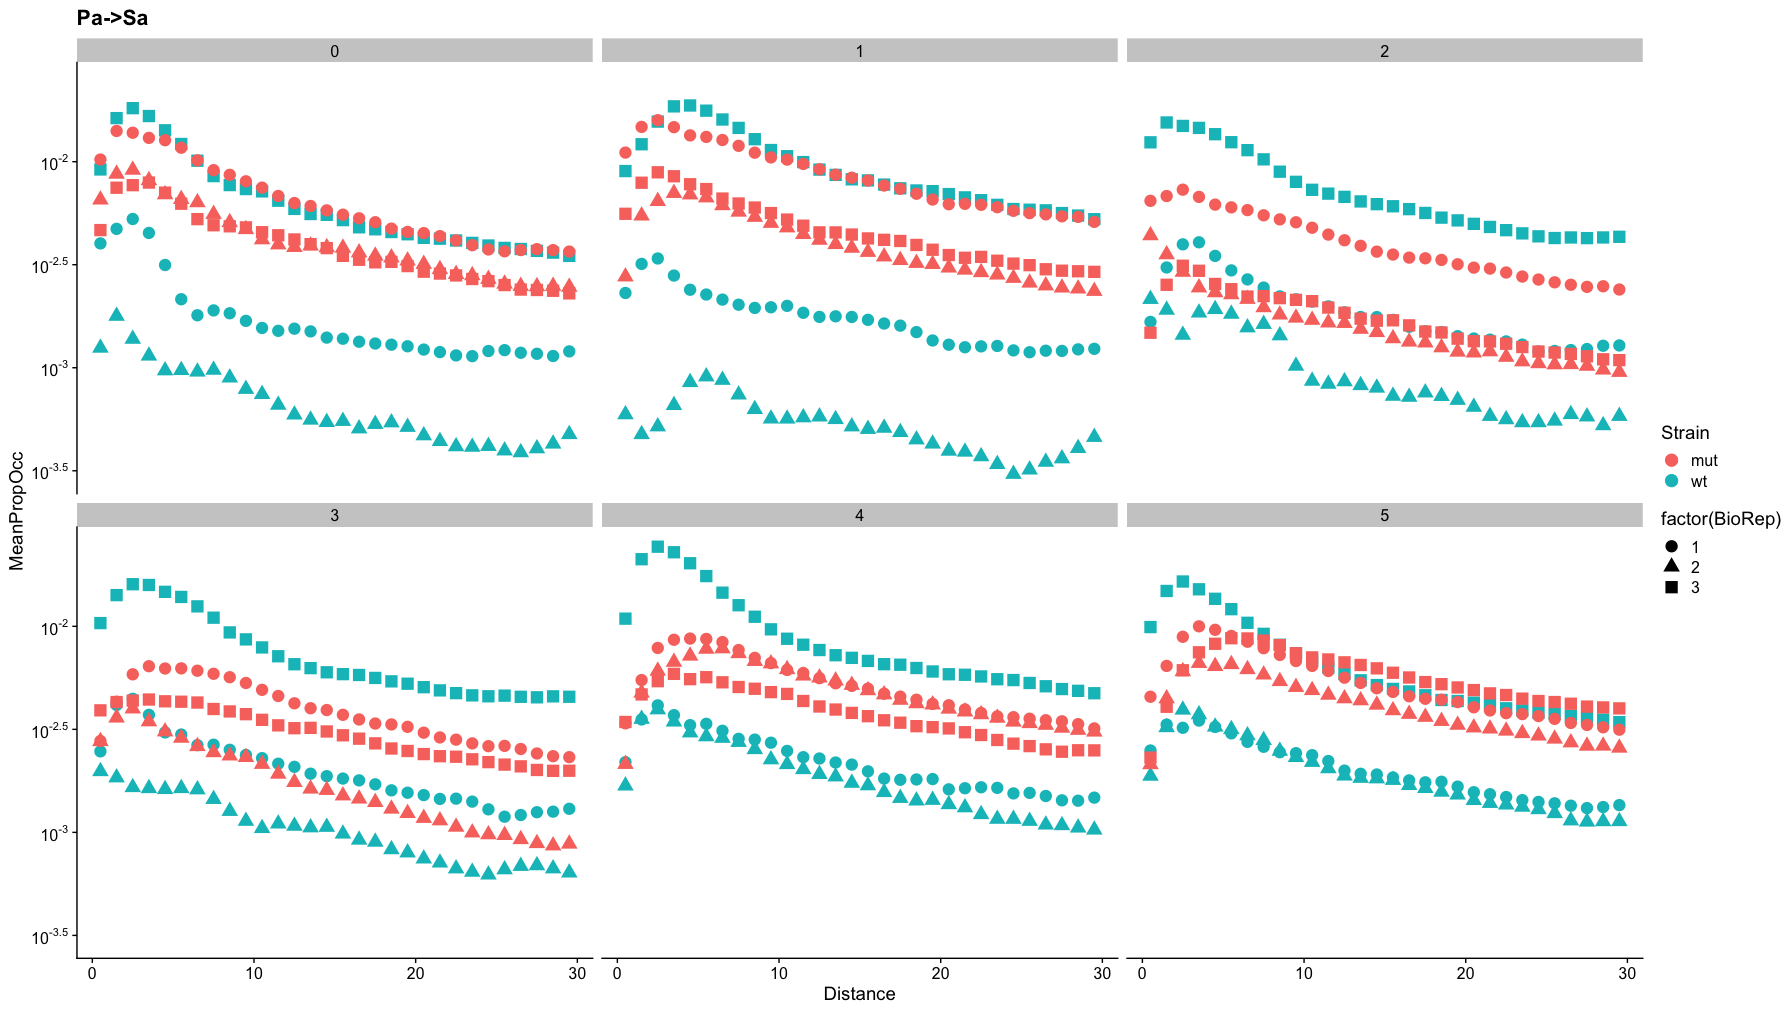 Pa->Sa
0 1 2
10^-2
10^-2.5
10^-3
10^-3.5
MeanPropOcc
3 4 5
10^-2
10^-2.5
10^-3
10^-3.5
0 10 20 30 0 10 20 30 0 10 20 30
Distance
Strain
mut
wt
factor(BioRep)
1
2
3